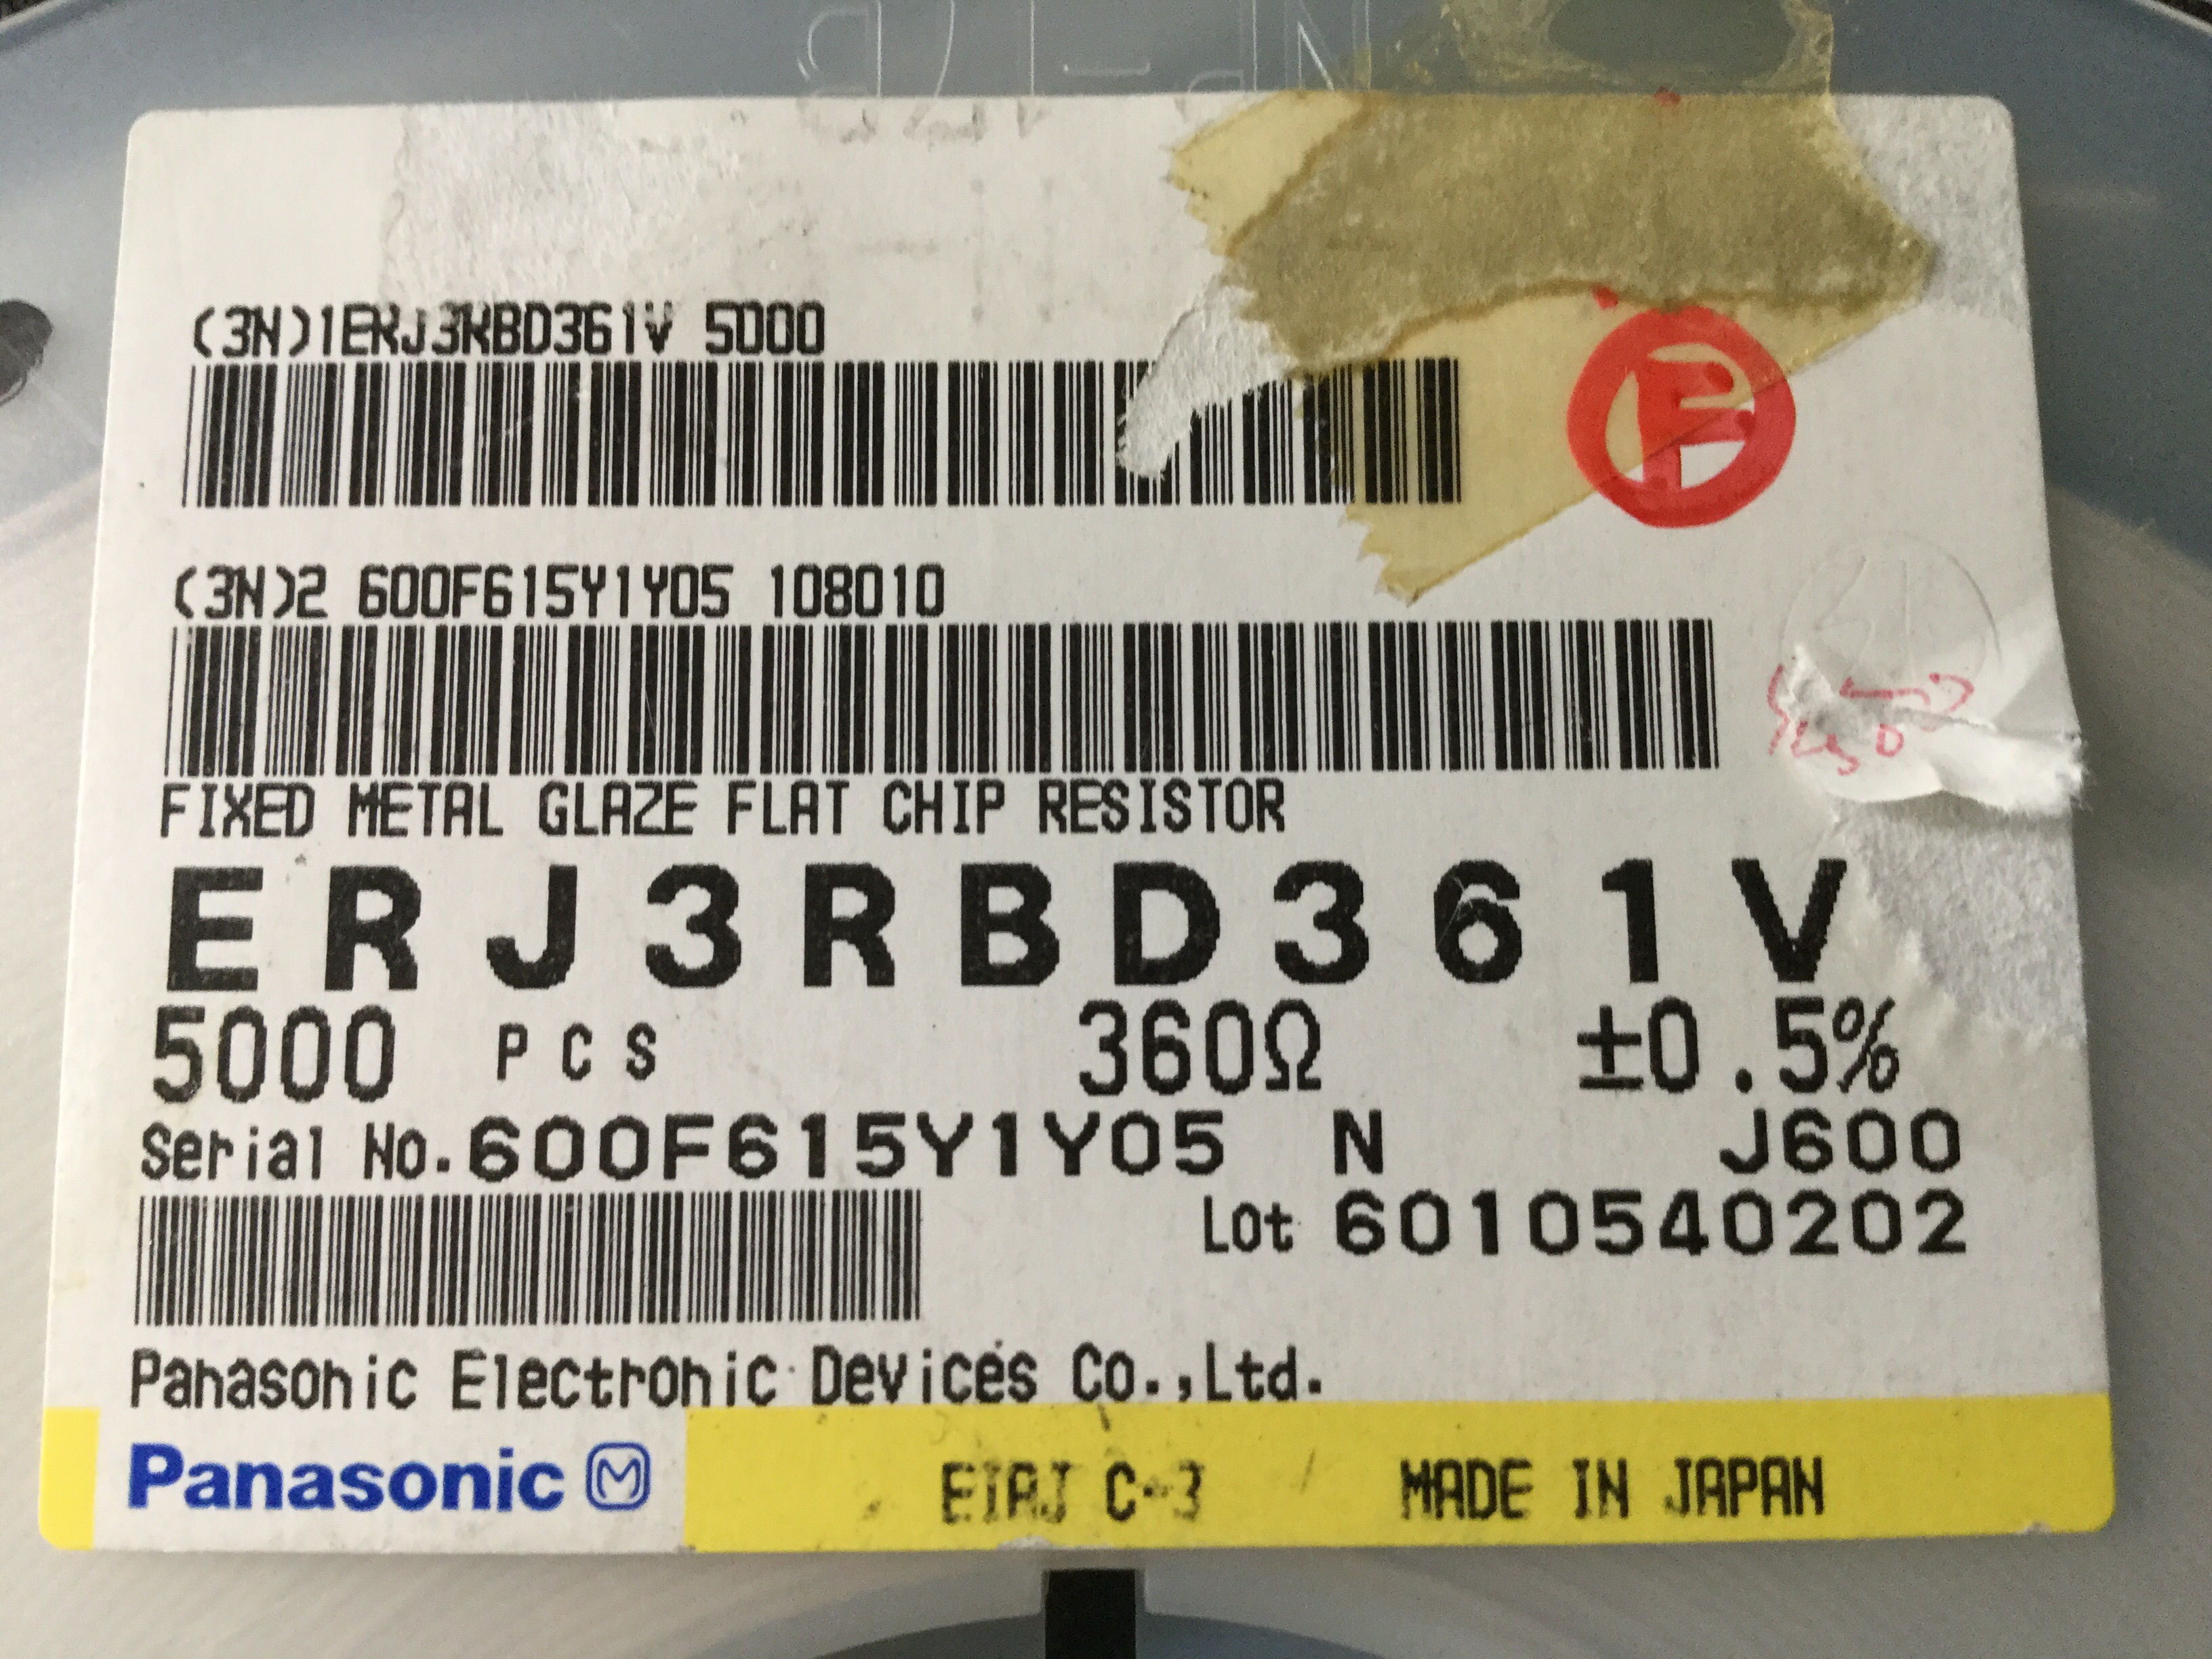 (3N)1ERJ3RBD361V 5000
F
(3N)2 600F615Y1Y05 108010
FIXED METAL GLAZE FLAT CHIP RESISTOR
ERJ3RBD361V
5000 PCS 360Ω ±0.5%
Serial No.600F615Y1Y05 N J600
Lot 6010540202
Panasonic Electronic Devices Co.,Ltd.
Panasonic M EIAJ C-3 MADE IN JAPAN